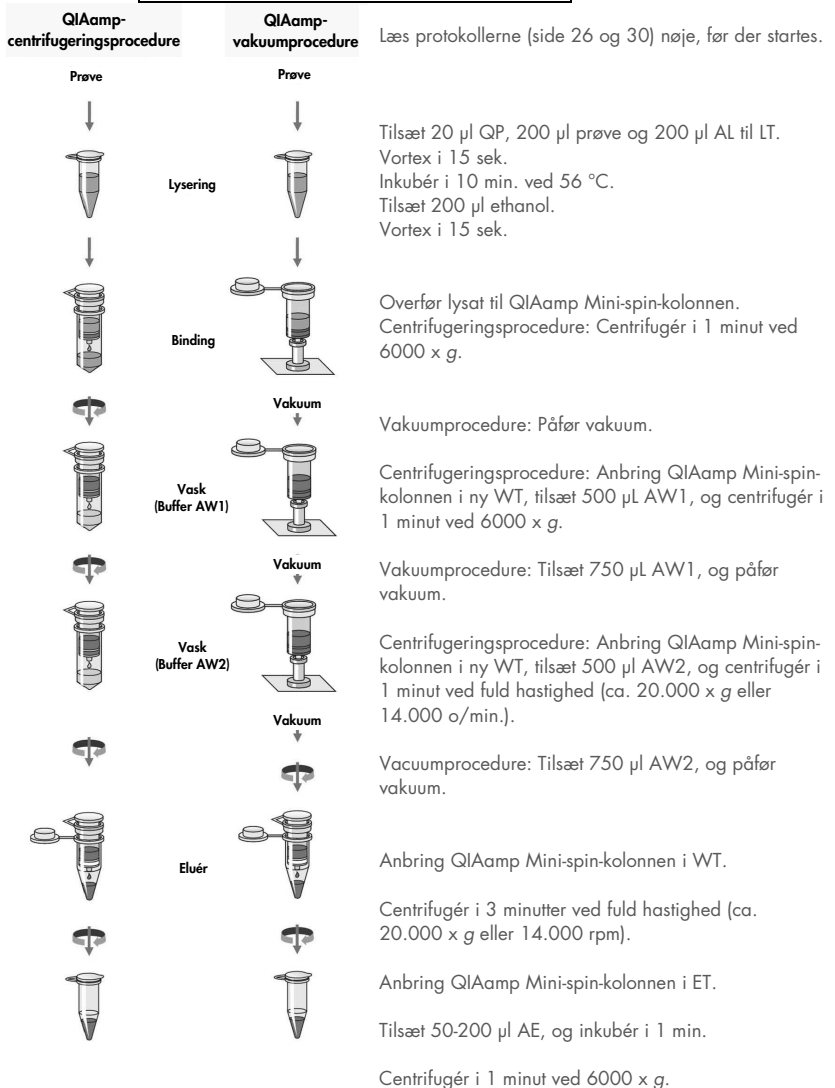 QIAamp-
centrifugeringsprocedure
QIAamp-
vakuumprocedure
Læs protokollerne (side 26 og 30) nøje, før der startes.
Prøve
Prøve
Lysering
Tilsæt 20 µl QP, 200 µl prøve og 200 µl AL til LT.
Vortex i 15 sek.
Inkubér i 10 min. ved 56 °C.
Tilsæt 200 µl ethanol.
Vortex i 15 sek.
Binding
Overfør lysat til QIAamp Mini-spin-kolonnen.
Centrifugeringsprocedure: Centrifugér i 1 minut ved
6000 x g.
Vakuum
Vakuumprocedure: Påfør vakuum.
Vask
(Buffer AW1)
Centrifugeringsprocedure: Anbring QIAamp Mini-spin-
kolonnen i ny WT, tilsæt 500 µL AW1, og centrifugér i
1 minut ved 6000 x g.
Vakuum
Vakuumprocedure: Tilsæt 750 µL AW1, og påfør
vakuum.
Vask
(Buffer AW2)
Centrifugeringsprocedure: Anbring QIAamp Mini-spin-
kolonnen i ny WT, tilsæt 500 µl AW2, og centrifugér i
1 minut ved fuld hastighed (ca. 20.000 x g eller
14.000 o/min.).
Vakuum
Vacuumprocedure: Tilsæt 750 µl AW2, og påfør
vakuum.
Eluér
Anbring QIAamp Mini-spin-kolonnen i WT.
Centrifugér i 3 minutter ved fuld hastighed (ca.
20.000 x g eller 14.000 rpm).
Anbring QIAamp Mini-spin-kolonnen i ET.
Tilsæt 50-200 µl AE, og inkubér i 1 min.
Centrifugér i 1 minut ved 6000 x g.